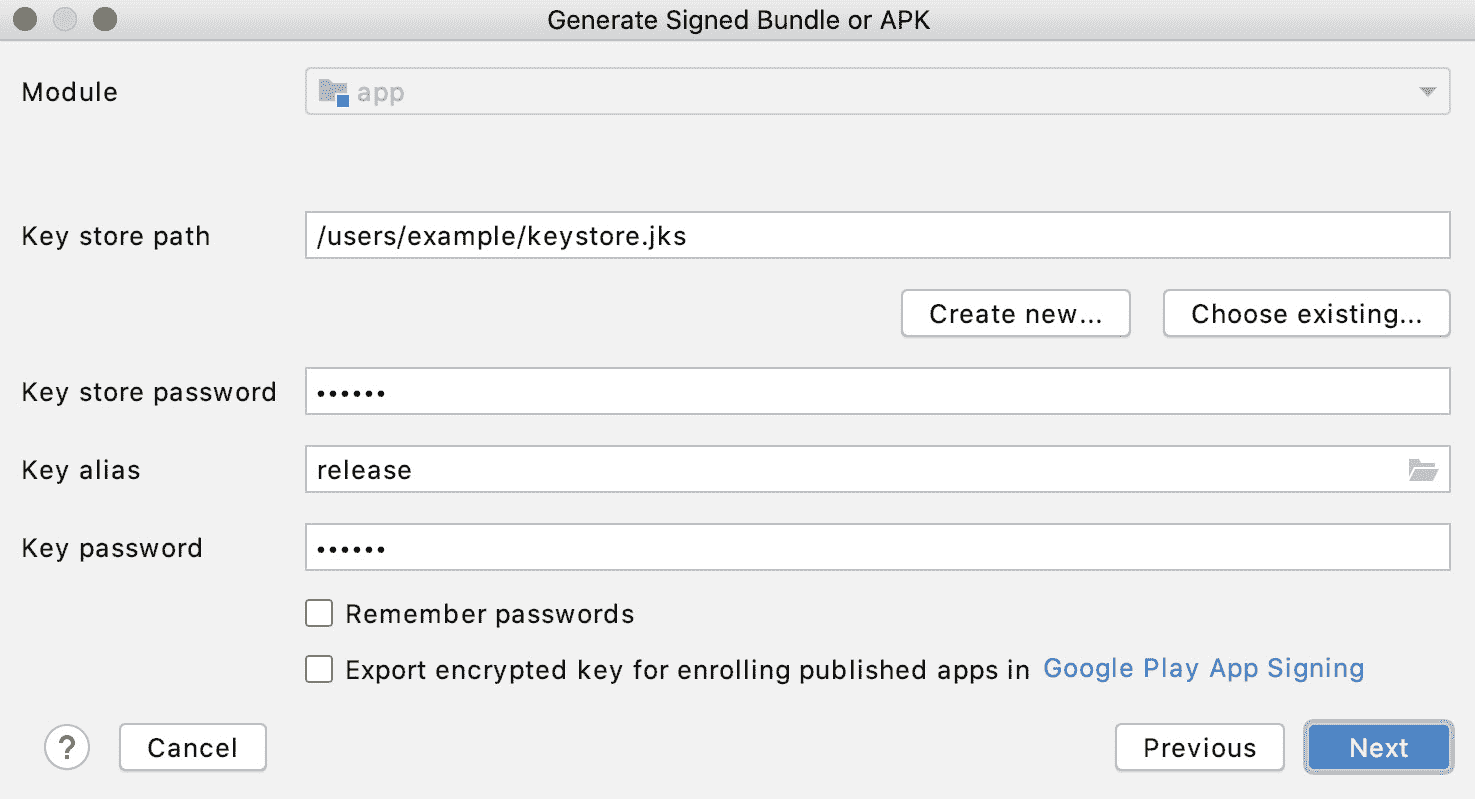 Generate Signed Bundle or APK
Module
app
Key store path
/users/example/keystore.jks
Create new...
Choose existing...
Key store password
••••••
Key alias
release
Key password
••••••
Remember passwords
Export encrypted key for enrolling published apps in Google Play App Signing
?
Cancel
Previous
Next